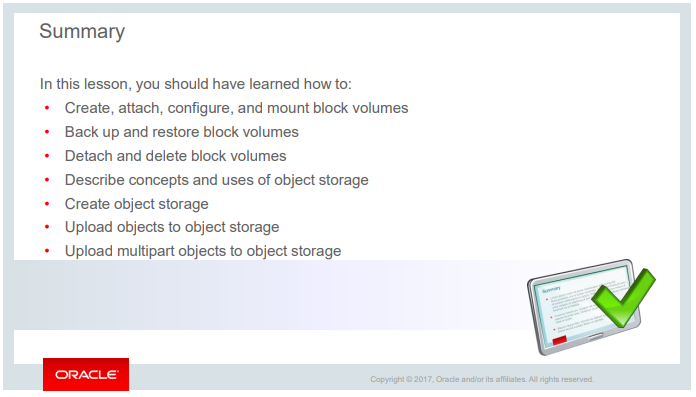 Summary
In this lesson, you should have learned how to:
• Create, attach, configure, and mount block volumes
• Back up and restore block volumes
• Detach and delete block volumes
• Describe concepts and uses of object storage
• Create object storage
• Upload objects to object storage
• Upload multipart objects to object storage
Summary
ORACLE®
Copyright © 2017, Oracle and/or its affiliates. All rights reserved.